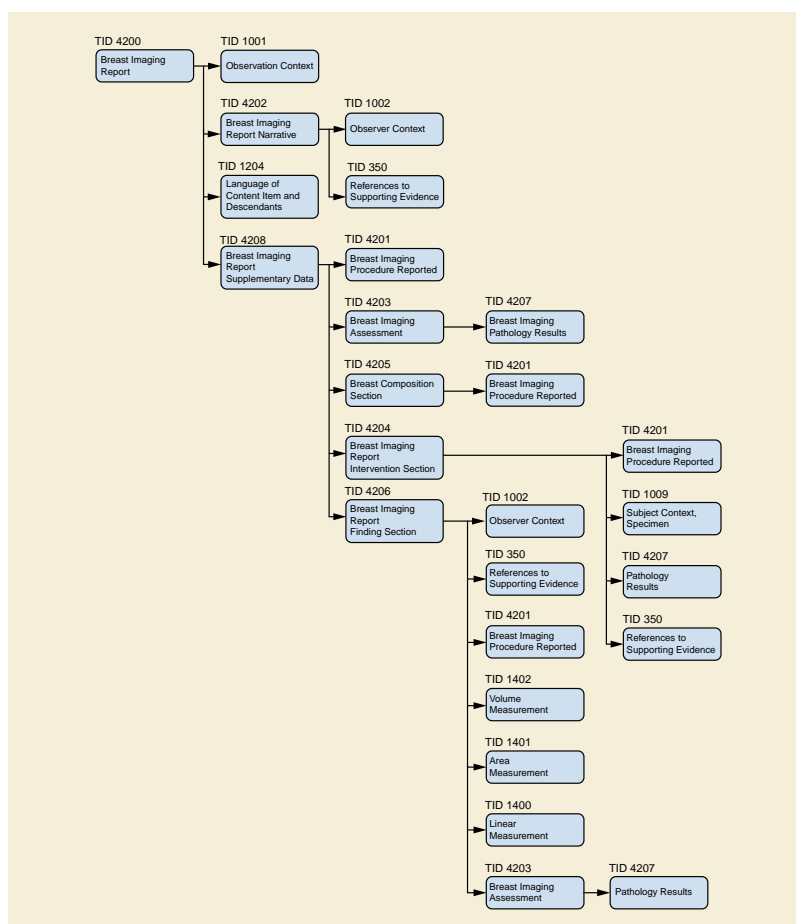 TID 4200
Breast Imaging
Report
TID 1001
Observation Context
TID 4202
Breast Imaging
Report Narrative
TID 1002
Observer Context
TID 1204
Language of
Content Item and
Descendants
TID 350
References to
Supporting Evidence
TID 4208
Breast Imaging
Report
Supplementary Data
TID 4201
Breast Imaging
Procedure Reported
TID 4203
Breast Imaging
Assessment
TID 4207
Breast Imaging
Pathology Results
TID 4205
Breast Composition
Section
TID 4201
Breast Imaging
Procedure Reported
TID 4204
Breast Imaging
Report
Intervention Section
TID 4201
Breast Imaging
Procedure Reported
TID 4206
Breast Imaging
Report
Finding Section
TID 1002
Observer Context
TID 1009
Subject Context,
Specimen
TID 350
References to
Supporting Evidence
TID 4207
Pathology
Results
TID 4201
Breast Imaging
Procedure Reported
TID 350
References to
Supporting Evidence
TID 1402
Volume
Measurement
TID 1401
Area
Measurement
TID 1400
Linear
Measurement
TID 4203
Breast Imaging
Assessment
TID 4207
Pathology Results